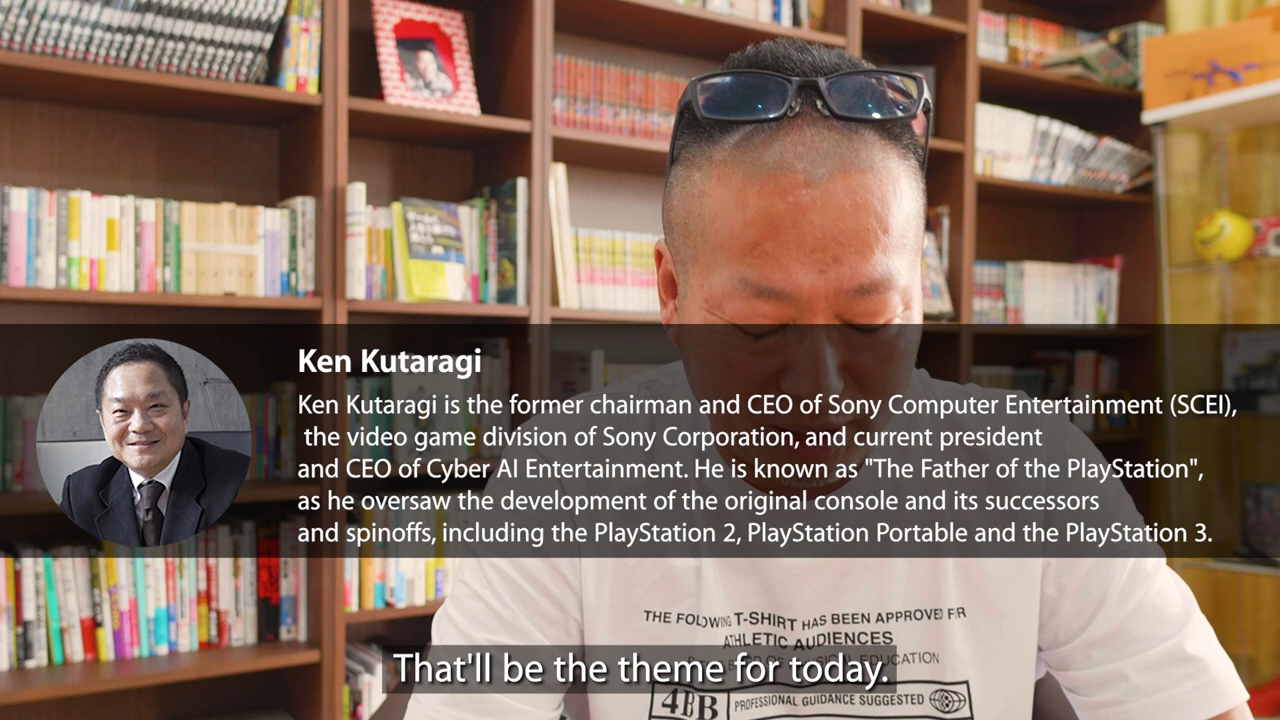 Ken Kutaragi
Ken Kutaragi is the former chairman and CEO of Sony Computer Entertainment (SCEI),
the video game division of Sony Corporation, and current president
and CEO of Cyber AI Entertainment. He is known as "The Father of the PlayStation",
as he oversaw the development of the original console and its successors
and spinoffs, including the PlayStation 2, PlayStation Portable and the PlayStation 3.
THE FOLOWING T-SHIRT HAS BEEN APPROVED FR
ATHLETIC AUDIENCES
EDUCATION
That'll be the theme for today.
4BB PROFESSIONAL GUIDANCE SUGGESTED